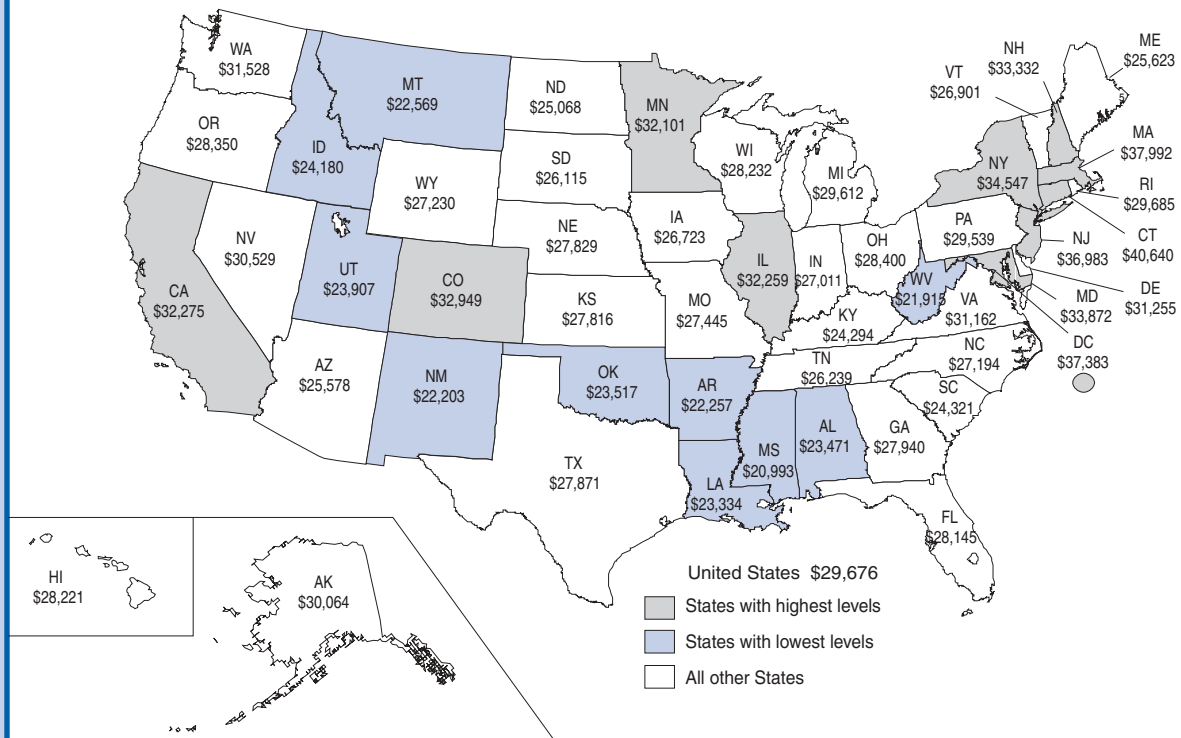 WA
$31,528
OR
$28,350
CA
$32,275
NV
$30,529
ID
$24,180
MT
$22,569
WY
$27,230
UT
$23,907
CO
$32,949
AZ
$25,578
NM
$22,203
ND
$25,068
SD
$26,115
NE
$27,829
KS
$27,816
OK
$23,517
TX
$27,871
MN
$32,101
IA
$26,723
MO
$27,445
AR
$22,257
LA
$23,334
WI
$28,232
IL
$32,259
MI
$29,612
IN
$27,011
OH
$28,400
KY
$24,294
TN
$26,239
MS
$20,993
AL
$23,471
GA
$27,940
FL
$28,145
SC
$24,321
NC
$27,194
VA
$31,162
WV
$21,915
PA
$29,539
NY
$34,547
VT
$26,901
NH
$33,332
ME
$25,623
MA
$37,992
RI
$29,685
CT
$40,640
NJ
$36,983
DE
$31,255
MD
$33,872
DC
$37,383
HI
$28,221
AK
$30,064
United States $29,676
States with highest levels
States with lowest levels
All other States